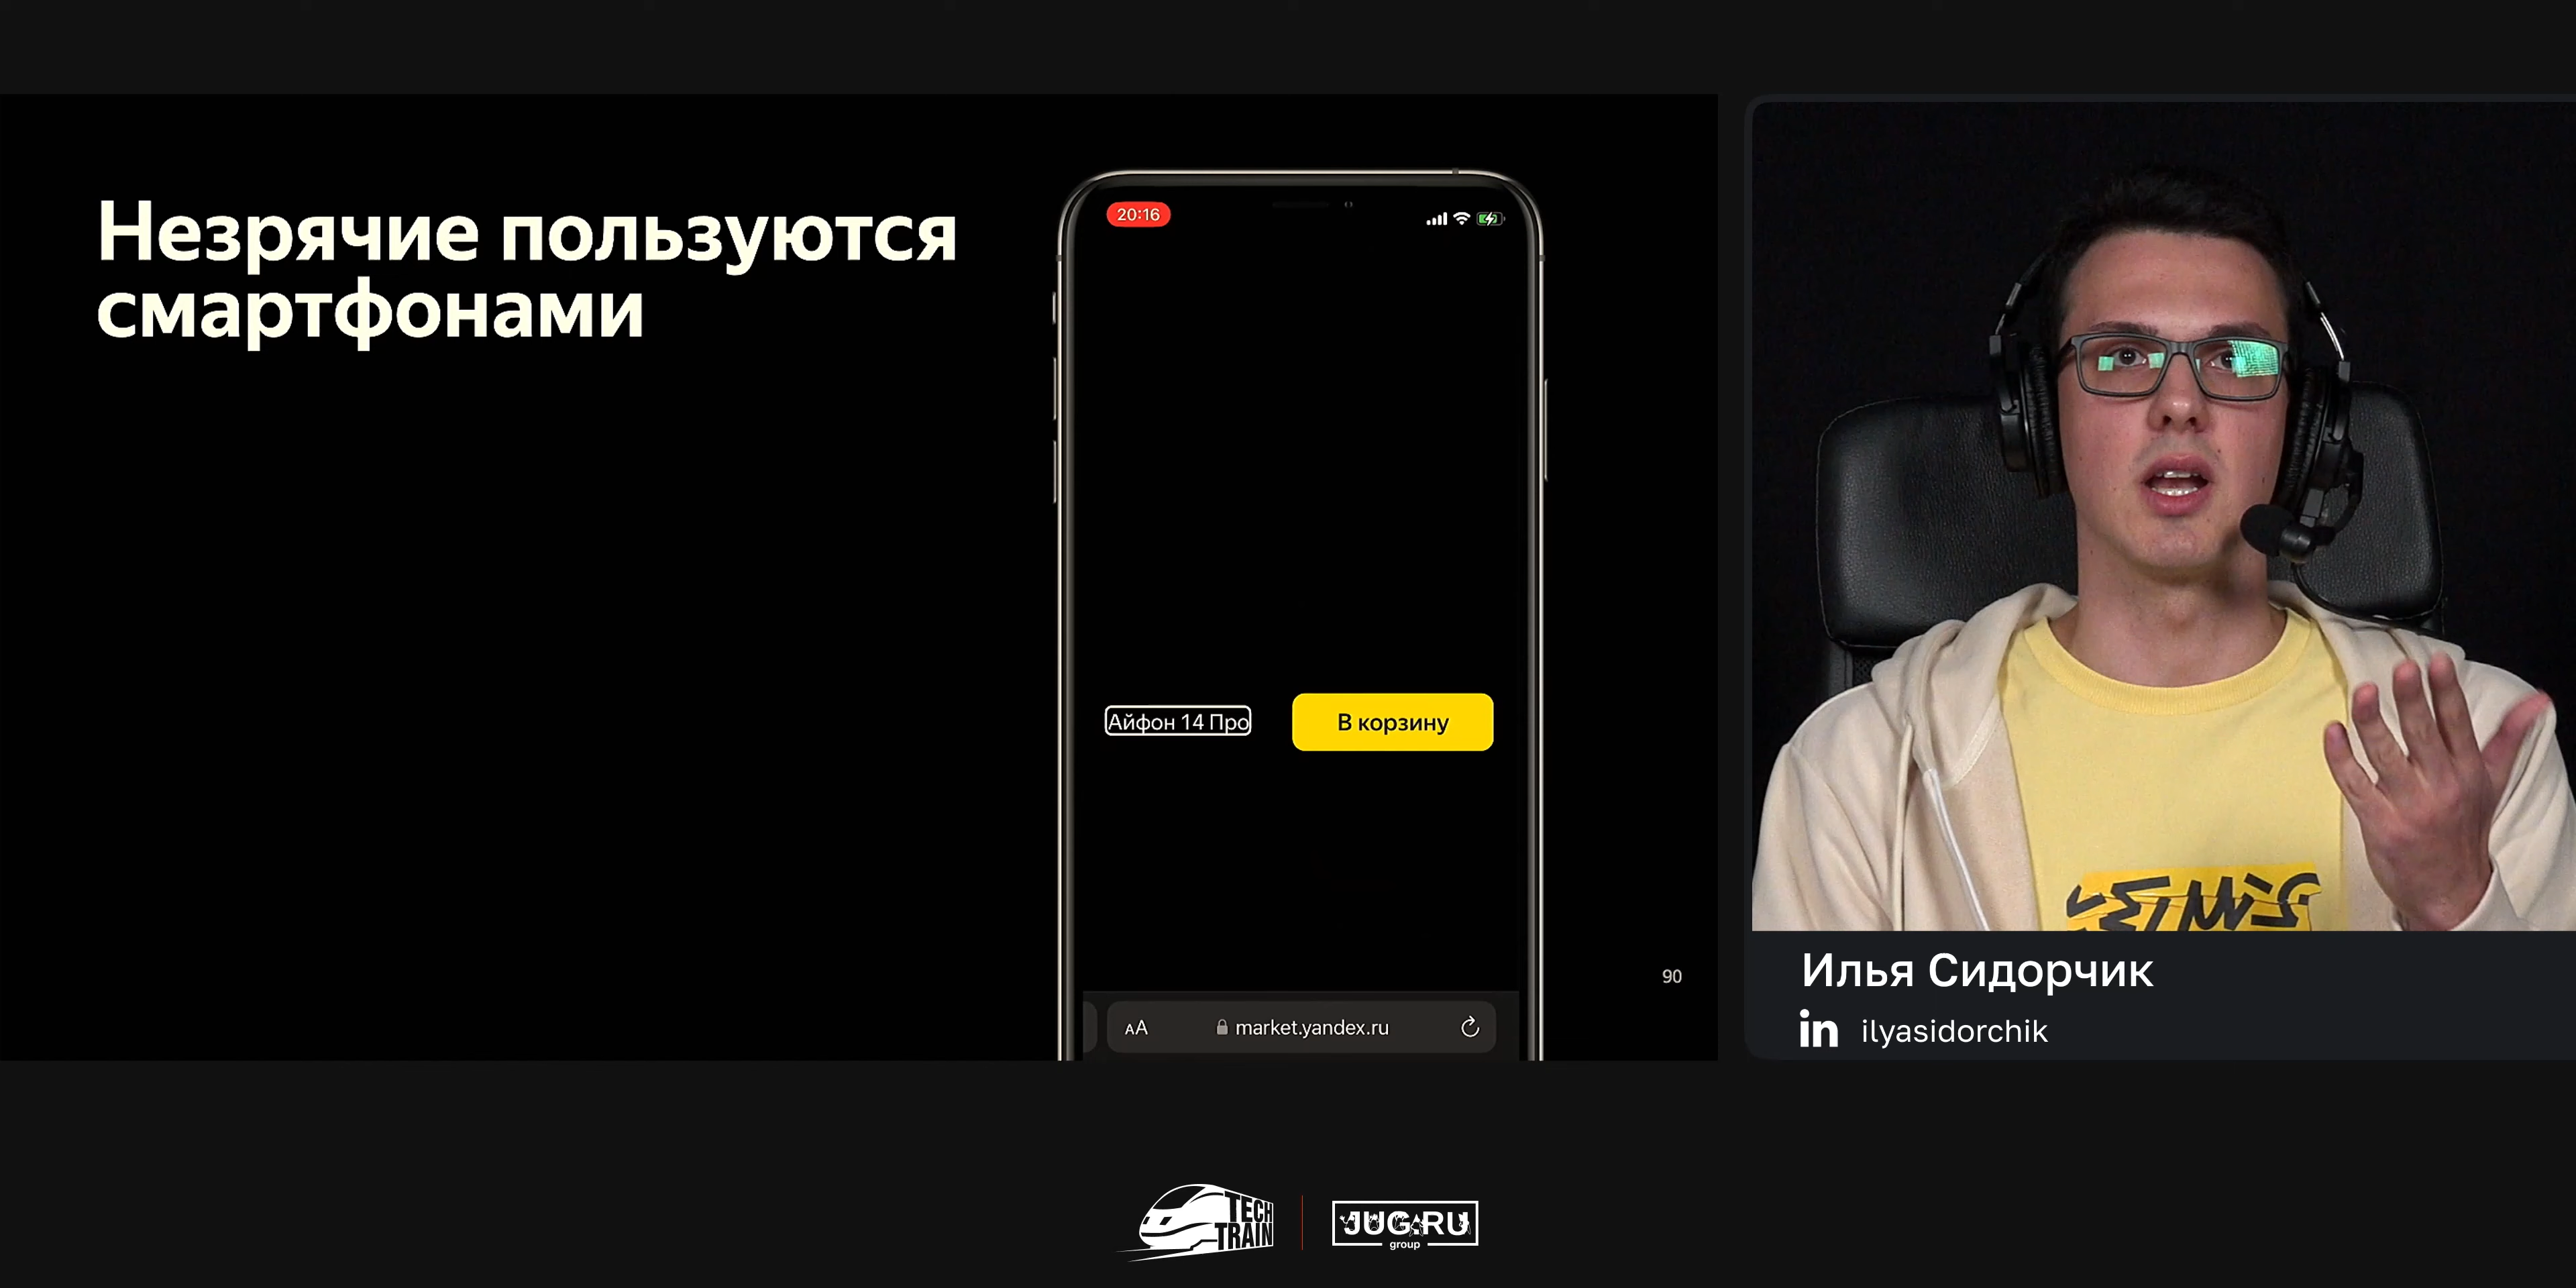 Незрячие пользуются
смартфонами
20:16
Айфон 14 Про
В корзину
90
AA
market.yandex.ru
Илья Сидорчик
in ilyasidorchik
TECH
TRAIN
JUG.RU
group